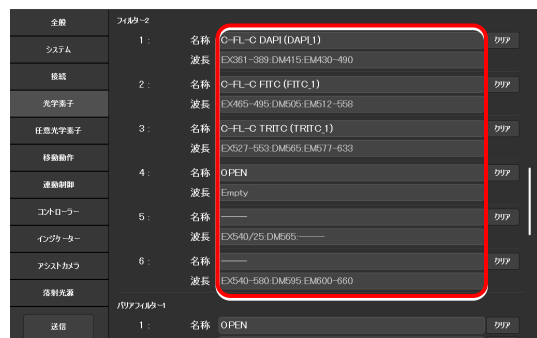 全般
システム
接続
光学素子
任意光学素子
移動動作
連動制御
コントローラー
インジケーター
アシストカメラ
落射光源
送信
フィルター2
1 : 名称 C-FL-C DAPI (DAPI_1) クリア
波長 EX361-389:DM415:EM430-490
2 : 名称 C-FL-C FITC (FITC_1) クリア
波長 EX465-495:DM505:EM512-558
3 : 名称 C-FL-C TRITC (TRITC_1) クリア
波長 EX527-553:DM565:EM577-633
4 : 名称 OPEN クリア
波長 Empty
5 : 名称 ――― クリア
波長 EX540/25:DM565:―――
6 : 名称 ――― クリア
波長 EX540-580:DM595:EM600-660
バリアフィルター1
1 : 名称 OPEN クリア